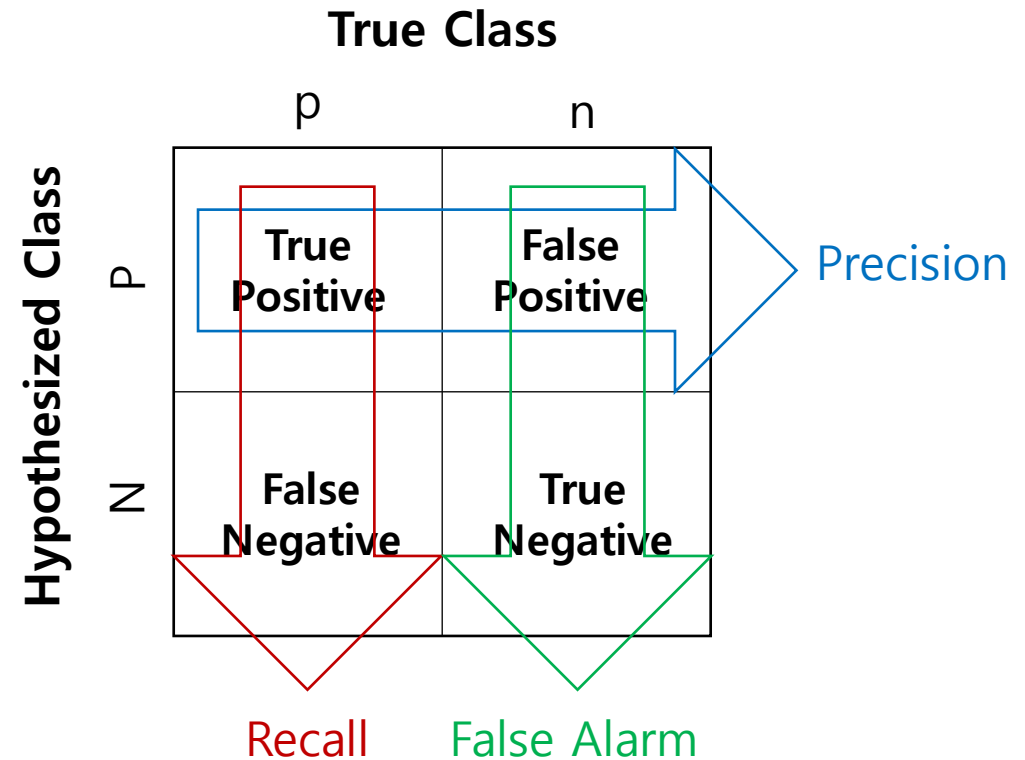 True Class
p
n
Hypothesized Class
P
True
Positive
False
Positive
Precision
N
False
Negative
True
Negative
Recall
False Alarm